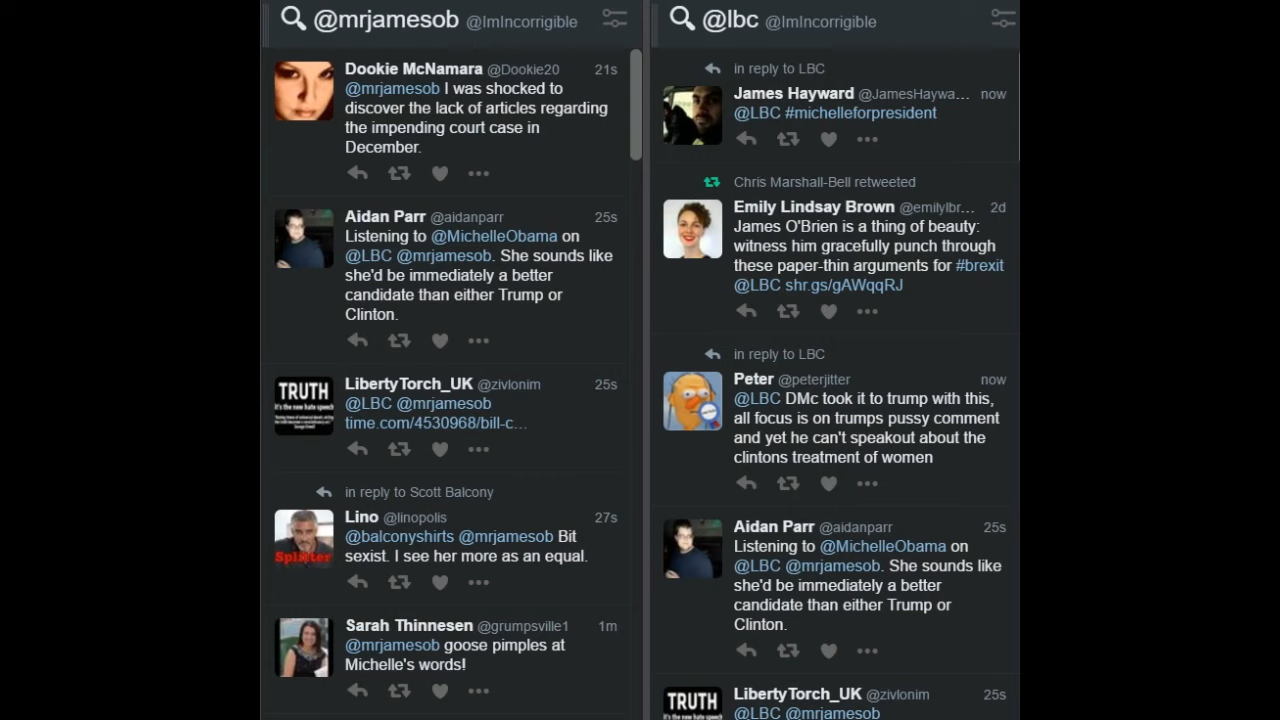 @mrjamesob @ImIncorrigible
Dookie McNamara @Dookie20 21s
@mrjamesob I was shocked to
discover the lack of articles regarding
the impending court case in
December.
Aidan Parr @aidanparr 25s
Listening to @MichelleObama on
@LBC @mrjamesob. She sounds like
she'd be immediately a better
candidate than either Trump or
Clinton.
TRUTH
It's the new hate speech
LibertyTorch_UK @zivlonim 25s
@LBC @mrjamesob
time.com/4530968/bill-c…
in reply to Scott Balcony
Lino @linopolis 27s
@balconyshirts @mrjamesob Bit
sexist. I see her more as an equal.
Splitter
Sarah Thinnesen @grumpsville1 1m
@mrjamesob goose pimples at
Michelle's words!
@lbc @ImIncorrigible
in reply to LBC
James Hayward @JamesHaywa… now
@LBC #michelleforpresident
Chris Marshall-Bell retweeted
Emily Lindsay Brown @emilylbr… 2d
James O'Brien is a thing of beauty:
witness him gracefully punch through
these paper-thin arguments for #brexit
@LBC shr.gs/gAWqqRJ
in reply to LBC
Peter @peterjitter now
@LBC DMc took it to trump with this,
all focus is on trumps pussy comment
and yet he can't speakout about the
clintons treatment of women
Aidan Parr @aidanparr 25s
Listening to @MichelleObama on
@LBC @mrjamesob. She sounds like
she'd be immediately a better
candidate than either Trump or
Clinton.
TRUTH
It's the new hate speech
LibertyTorch_UK @zivlonim 25s
@LBC @mrjamesob